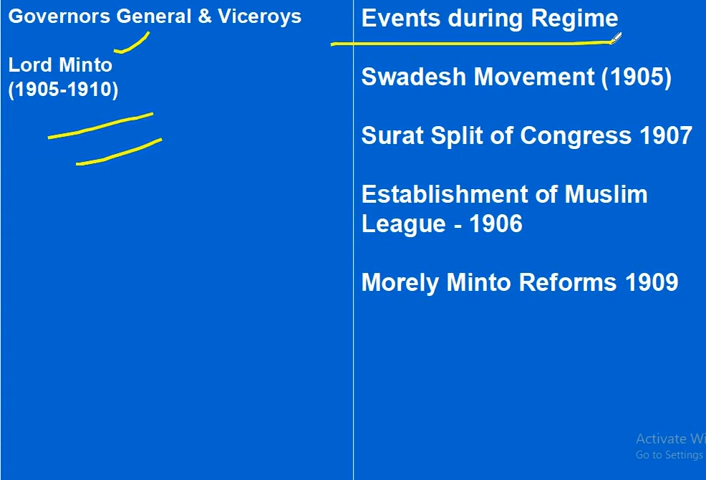 Governors General & Viceroys
Lord Minto
(1905-1910)
Events during Regime
Swadesh Movement (1905)
Surat Split of Congress 1907
Establishment of Muslim
League - 1906
Morely Minto Reforms 1909
Activate
Go to Settings